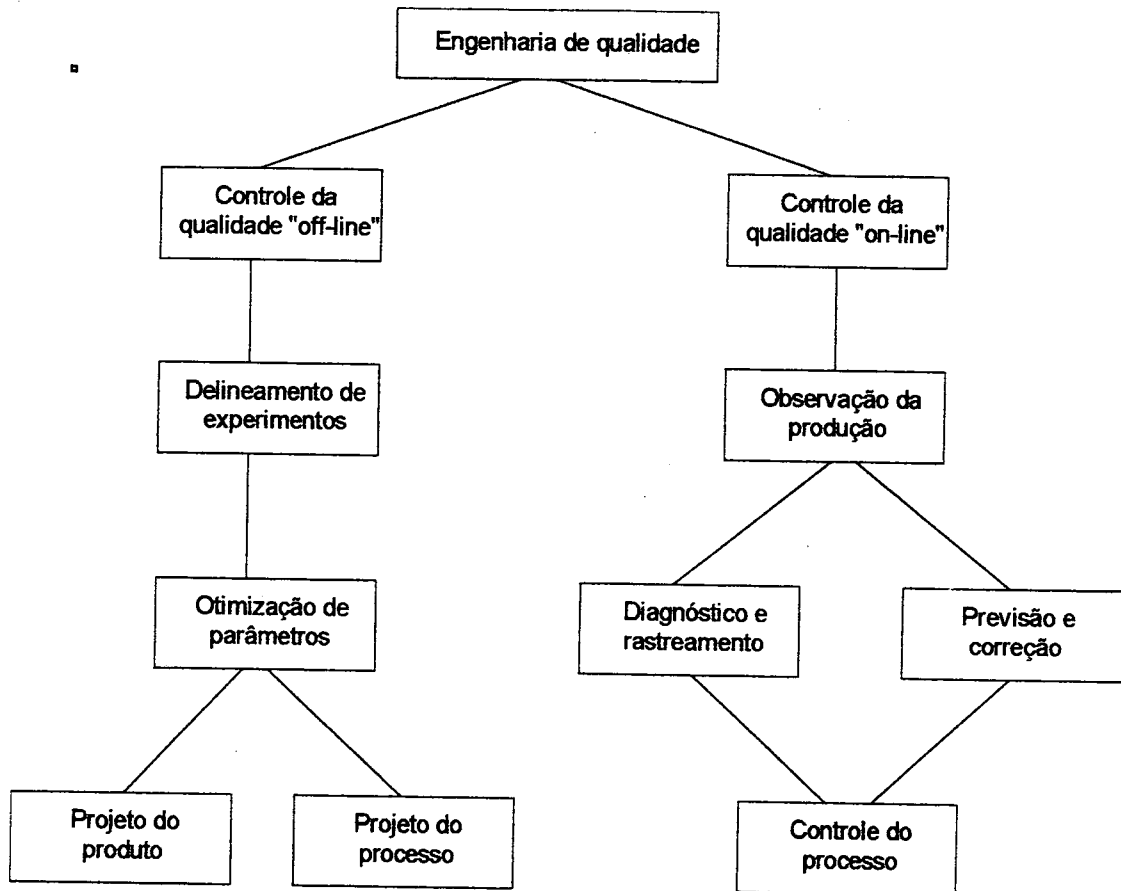 Engenharia de qualidade
Controle da
qualidade "off-line"
Controle da
qualidade "on-line"
Delineamento de
experimentos
Observação da
produção
Otimização de
parâmetros
Diagnóstico e
rastreamento
Previsão e
correção
Projeto do
produto
Projeto do
processo
Controle do
processo